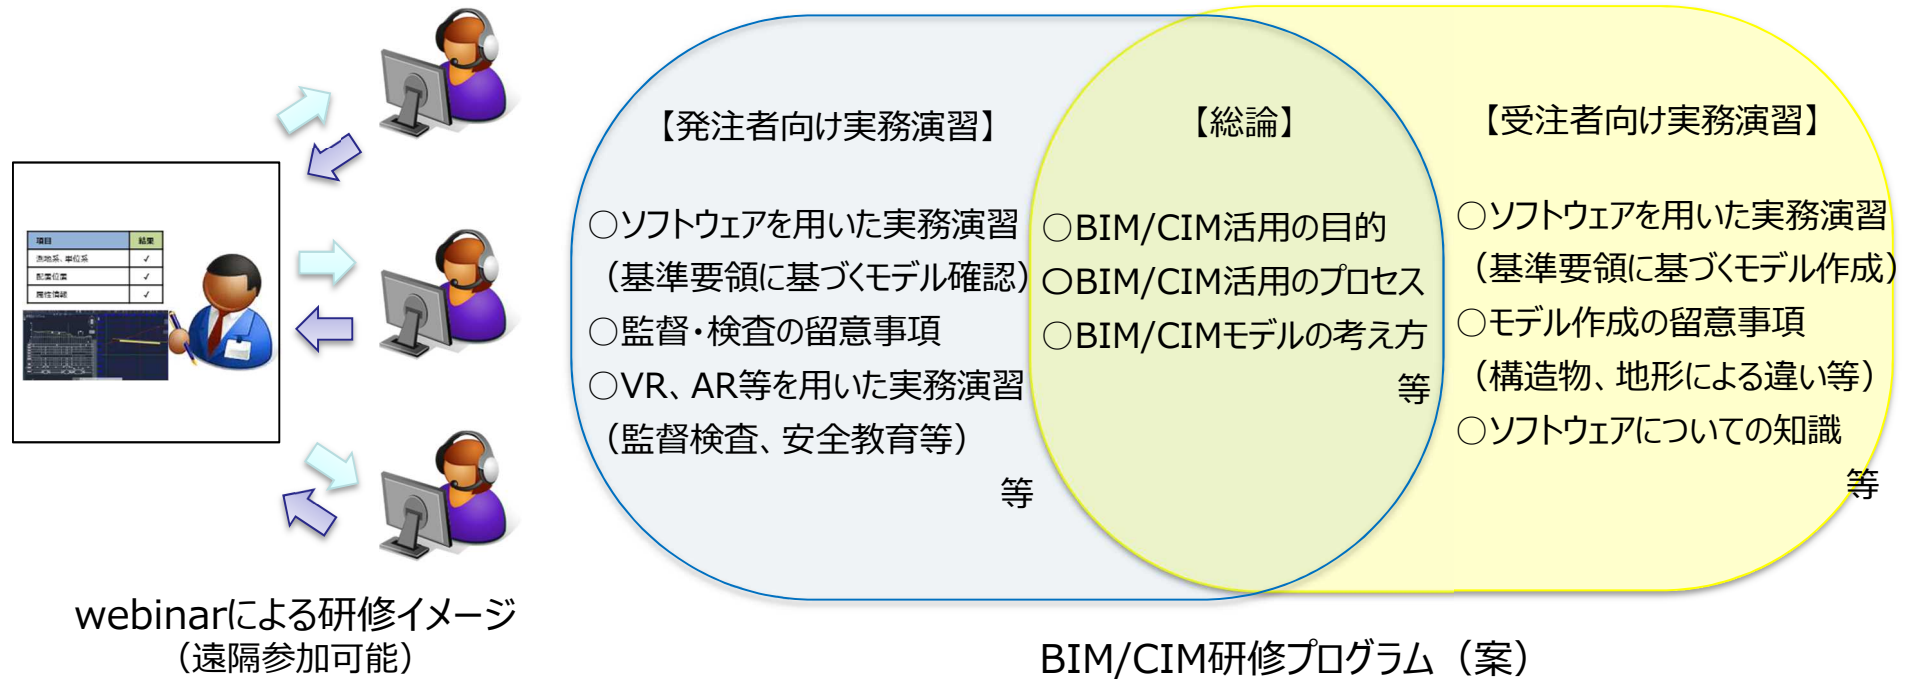 項目 結果
測地系、単位系 ✓
配置位置 ✓
属性情報 ✓
webinarによる研修イメージ
（遠隔参加可能）
【発注者向け実務演習】
○ソフトウェアを用いた実務演習
（基準要領に基づくモデル確認）
○監督・検査の留意事項
○VR、AR等を用いた実務演習
（監督検査、安全教育等）
等
【総論】
○BIM/CIM活用の目的
○BIM/CIM活用のプロセス
○BIM/CIMモデルの考え方
等
【受注者向け実務演習】
○ソフトウェアを用いた実務演習
（基準要領に基づくモデル作成）
○モデル作成の留意事項
（構造物、地形による違い等）
○ソフトウェアについての知識
等
BIM/CIM研修プログラム（案）